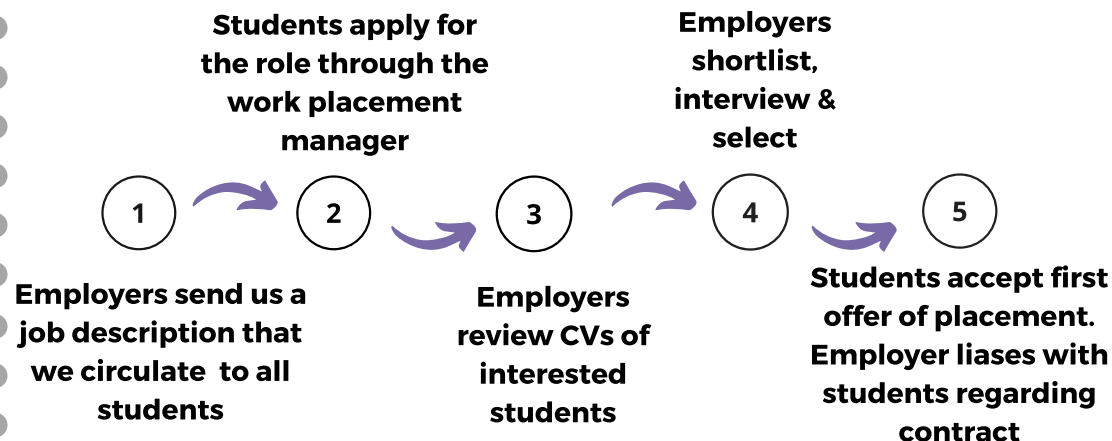 1
Employers send us a
job description that
we circulate  to all
students
Students apply for
the role through the
work placement
manager
2
3
Employers
review CVs of
interested
students
Employers
shortlist,
interview &
select
4
5
Students accept first
offer of placement.
Employer liases with
students regarding
contract